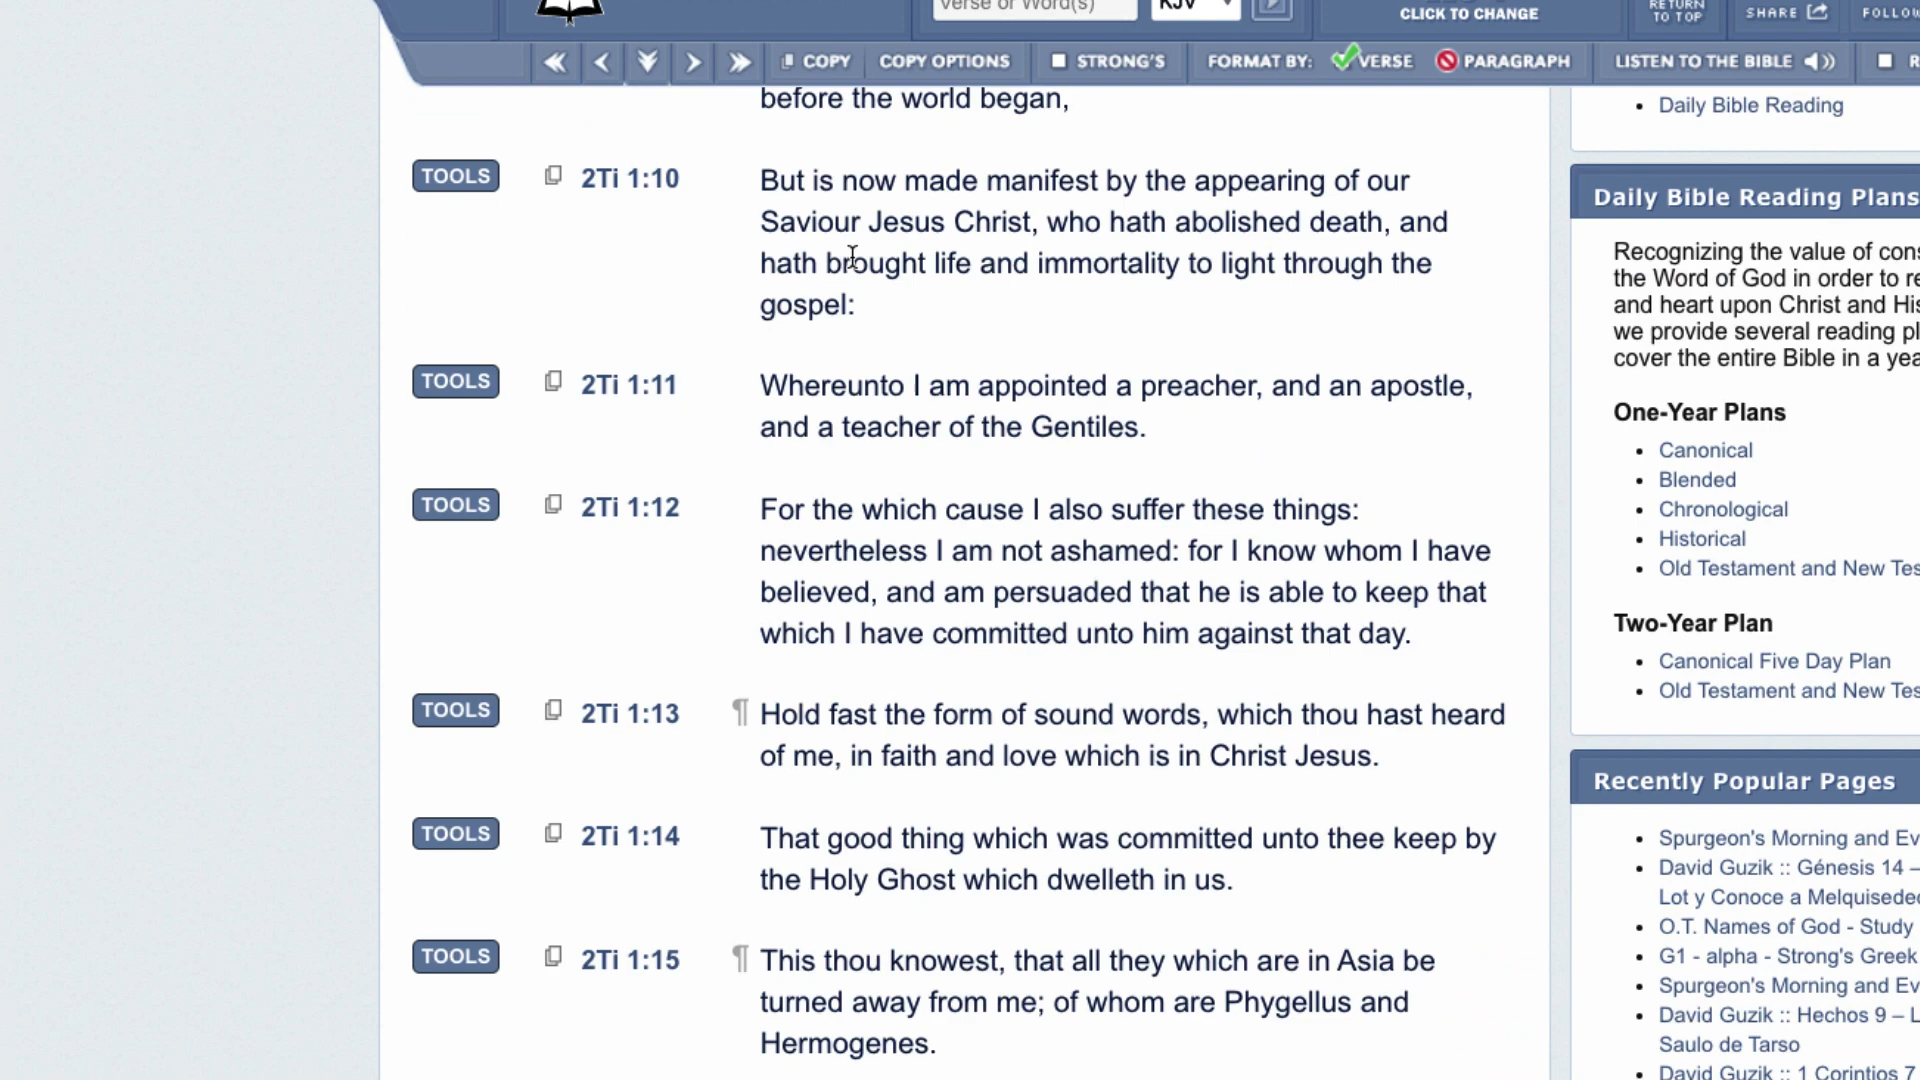 Verse or Word(s)
KJV
CLICK TO CHANGE
RETURN
TO TOP
SHARE
COPY
COPY OPTIONS
STRONG'S
FORMAT BY:
VERSE
PARAGRAPH
LISTEN TO THE BIBLE
before the world began,
TOOLS
2Ti 1:10
But is now made manifest by the appearing of our
Saviour Jesus Christ, who hath abolished death, and
hath brought life and immortality to light through the
gospel:
TOOLS
2Ti 1:11
Whereunto I am appointed a preacher, and an apostle,
and a teacher of the Gentiles.
TOOLS
2Ti 1:12
For the which cause I also suffer these things:
nevertheless I am not ashamed: for I know whom I have
believed, and am persuaded that he is able to keep that
which I have committed unto him against that day.
TOOLS
2Ti 1:13
¶ Hold fast the form of sound words, which thou hast heard
of me, in faith and love which is in Christ Jesus.
TOOLS
2Ti 1:14
That good thing which was committed unto thee keep by
the Holy Ghost which dwelleth in us.
TOOLS
2Ti 1:15
¶ This thou knowest, that all they which are in Asia be
turned away from me; of whom are Phygellus and
Hermogenes.
Daily Bible Reading
Daily Bible Reading Plans
Recognizing the value of
the Word of God in order to
and heart upon Christ and
we provide several reading
cover the entire Bible in a
One-Year Plans
Canonical
Blended
Chronological
Historical
Old Testament and New
Two-Year Plan
Canonical Five Day Plan
Old Testament and New
Recently Popular Pages
Spurgeon's Morning and
David Guzik :: Génesis 14 –
Lot y Conoce a
O.T. Names of God - Study
G1 - alpha - Strong's Greek
Spurgeon's Morning and
David Guzik :: Hechos 9 –
Saulo de Tarso
David Guzik :: 1 Corintios 7